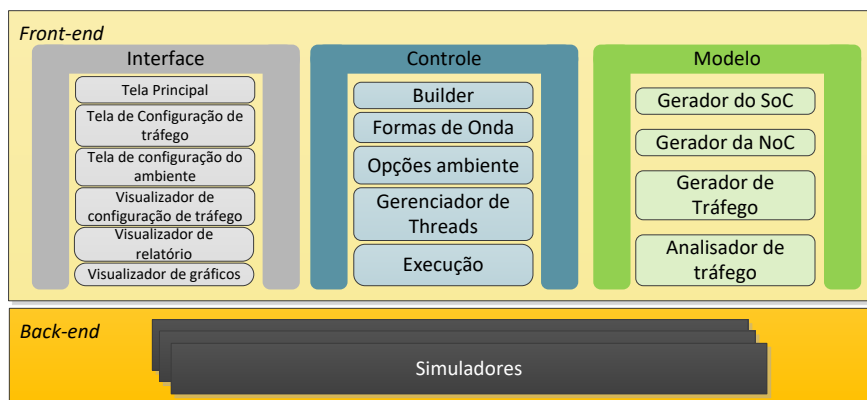 Front-end
Interface
Tela Principal
Tela de Configuração de
tráfego
Tela de configuração do
ambiente
Visualizador de
configuração de tráfego
Visualizador de
relatório
Visualizador de gráficos
Controle
Builder
Formas de Onda
Opções ambiente
Gerenciador de
Threads
Execução
Modelo
Gerador do SoC
Gerador da NoC
Gerador de
Tráfego
Analisador de
tráfego
Back-end
Simuladores